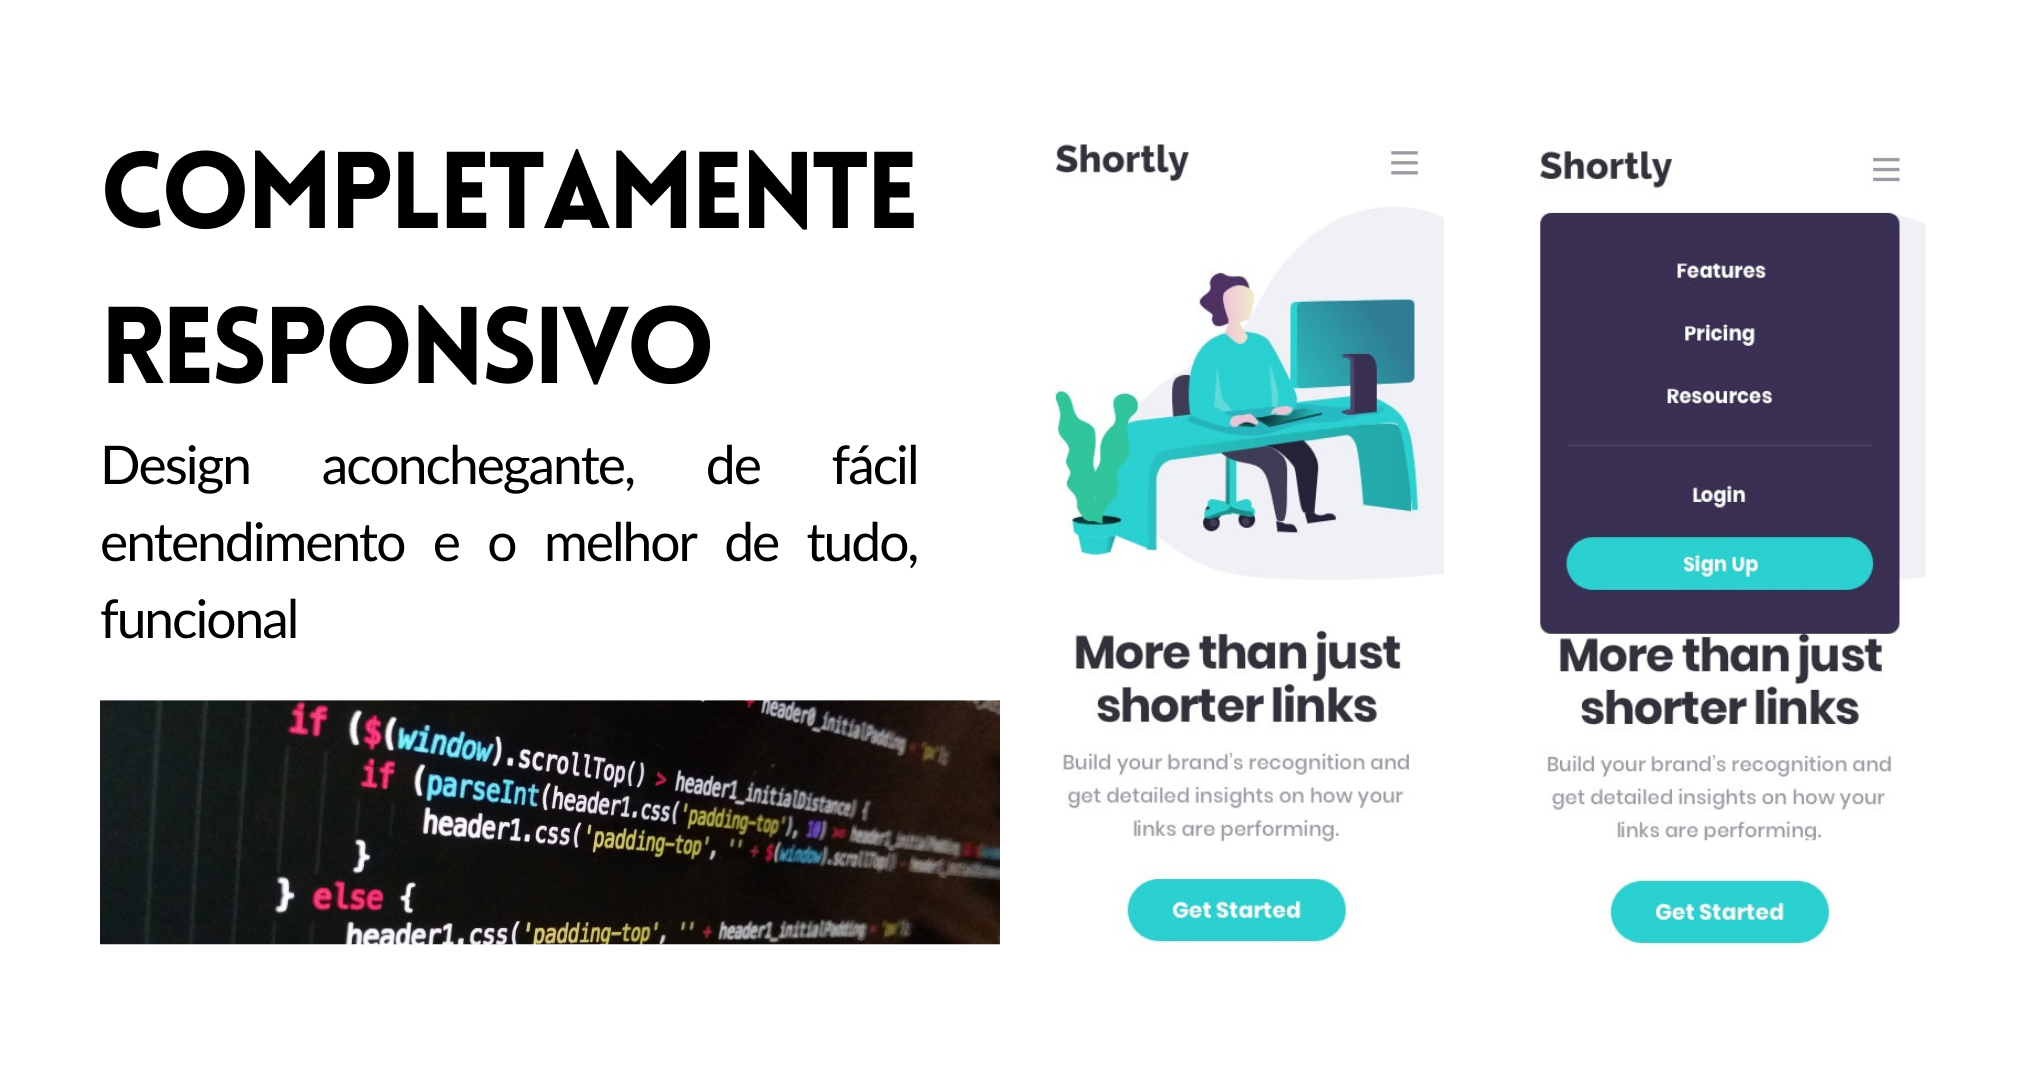 COMPLETAMENTE
RESPONSIVO
Design aconchegante, de fácil
entendimento e o melhor de tudo,
funcional
header0_initialPadding + 'px');
if ($(window).scrollTop() > header1_initialDistance) {
if (parseInt(header1.css('padding-top'), 10) >= header1_initialPadding
header1.css('padding-top', '' + $(window).scrollTop() - header1_initialDistance
}
} else {
header1.css('padding-top', '' + header1_initialPadding + 'px');
Shortly
More than just
shorter links
Build your brand's recognition and
get detailed insights on how your
links are performing.
Get Started
Shortly
Features
Pricing
Resources
Login
Sign Up
More than just
shorter links
Build your brand's recognition and
get detailed insights on how your
links are performing.
Get Started